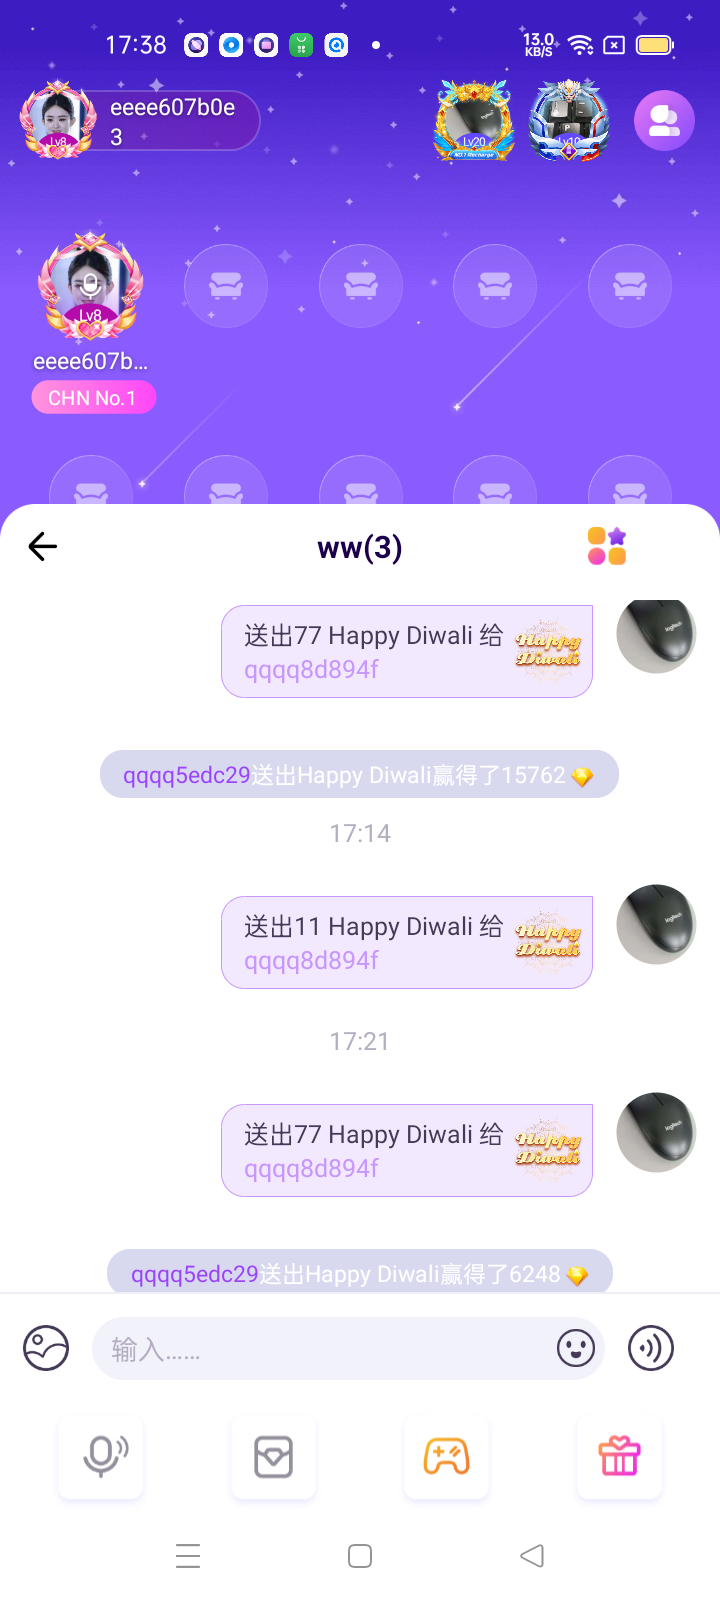 17:38
13.0
KB/S
eeee607b0e
3
Lv8
Lv20
NO.1 Recharge
P
Lv10
Lv8
eeee607b...
CHN No.1
ww(3)
送出77 Happy Diwali 给
qqqq8d894f
Happy
Diwali
logitech
qqqq5edc29送出Happy Diwali赢得了15762
17:14
送出11 Happy Diwali 给
qqqq8d894f
Happy
Diwali
logitech
17:21
送出77 Happy Diwali 给
qqqq8d894f
Happy
Diwali
logitech
qqqq5edc29送出Happy Diwali赢得了6248
输入......